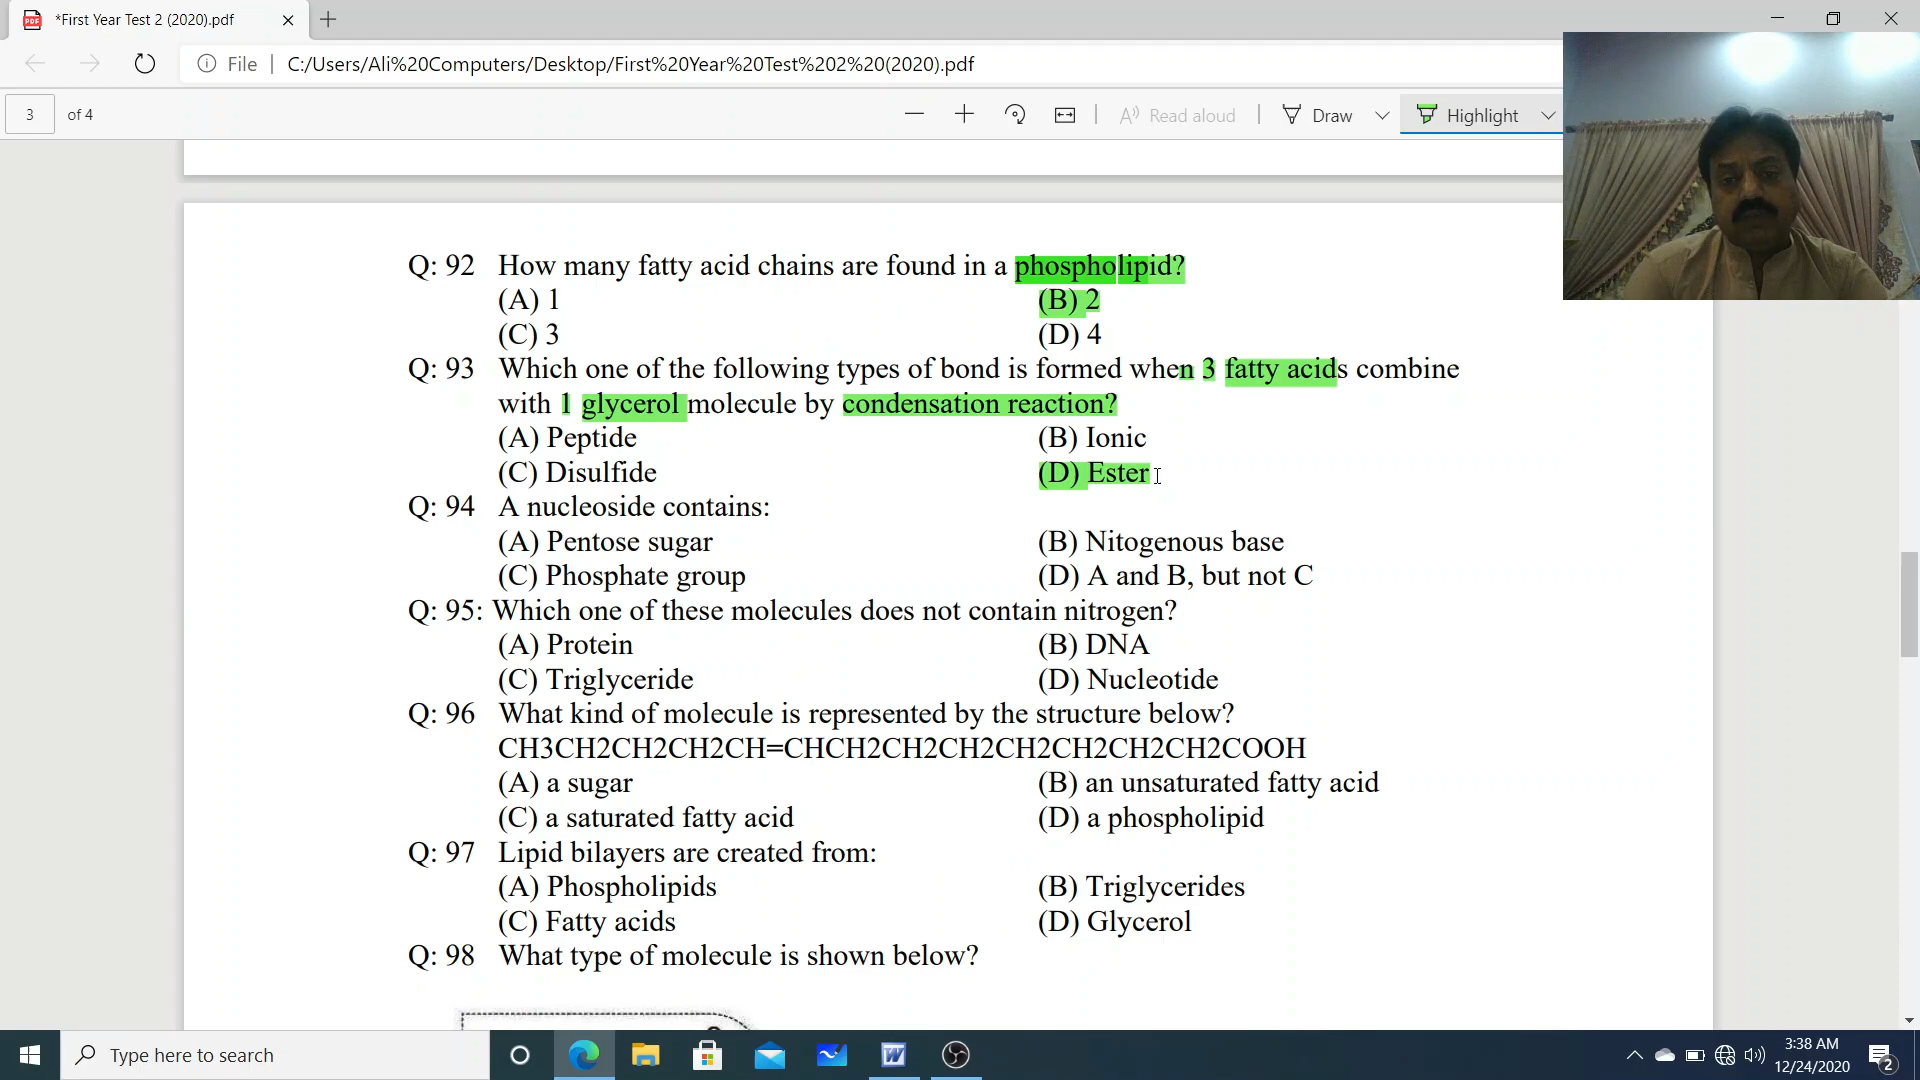 *First Year Test 2 (2020).pdf
File
C:/Users/Ali%20Computers/Desktop/First%20Year%20Test%202%20(2020).pdf
3 of 4
Read aloud
Draw
Highlight
Q: 92 How many fatty acid chains are found in a phospholipid?
(A) 1 (B) 2
(C) 3 (D) 4
Q: 93 Which one of the following types of bond is formed when 3 fatty acids combine
with 1 glycerol molecule by condensation reaction?
(A) Peptide (B) Ionic
(C) Disulfide (D) Ester
Q: 94 A nucleoside contains:
(A) Pentose sugar (B) Nitogenous base
(C) Phosphate group (D) A and B, but not C
Q: 95: Which one of these molecules does not contain nitrogen?
(A) Protein (B) DNA
(C) Triglyceride (D) Nucleotide
Q: 96 What kind of molecule is represented by the structure below?
CH3CH2CH2CH2CH=CHCH2CH2CH2CH2CH2CH2CH2COOH
(A) a sugar (B) an unsaturated fatty acid
(C) a saturated fatty acid (D) a phospholipid
Q: 97 Lipid bilayers are created from:
(A) Phospholipids (B) Triglycerides
(C) Fatty acids (D) Glycerol
Q: 98 What type of molecule is shown below?
Type here to search
3:38 AM
12/24/2020
2